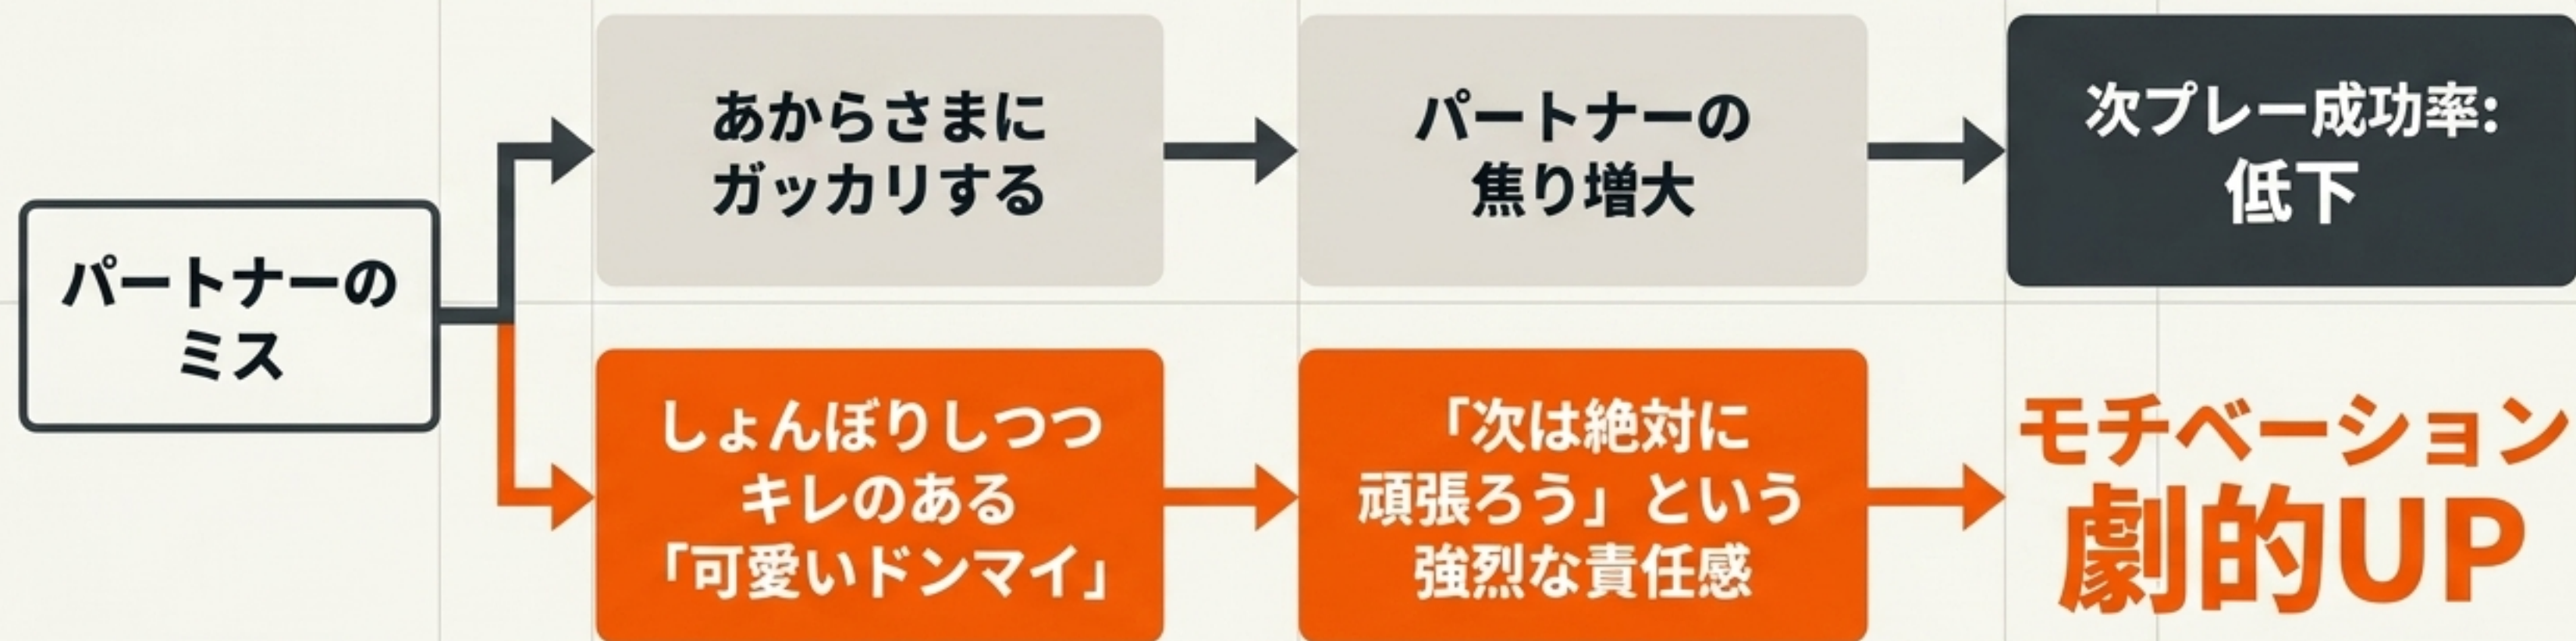 パートナーの
ミス
あからさまに
ガッカリする
パートナーの
焦り増大
次プレー成功率:
低下
しょんぼりしつつ
キレのある
「可愛いドンマイ」
「次は絶対に
頑張ろう」という
強烈な責任感
モチベーション
劇的UP